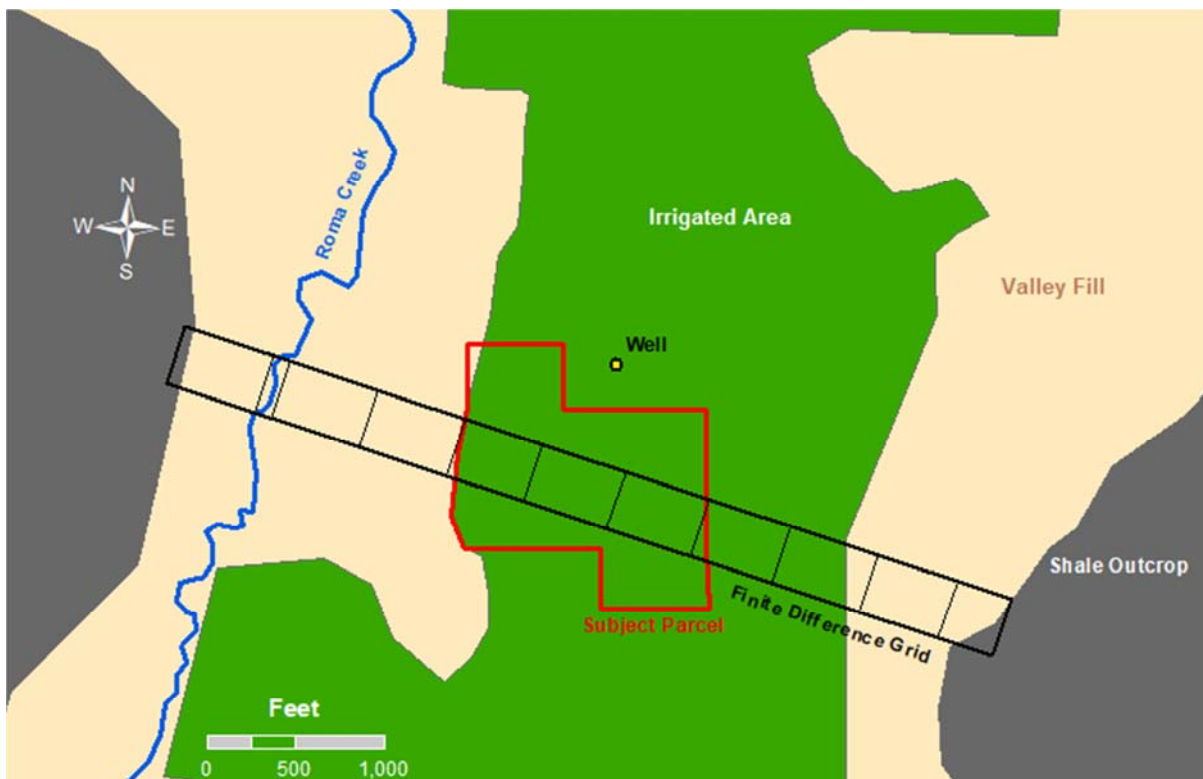 Roma Creek
N
W E
S
Irrigated Area
Valley Fill
Well
Shale Outcrop
Finite Difference Grid
Subject Parcel
Feet
0 500 1,000